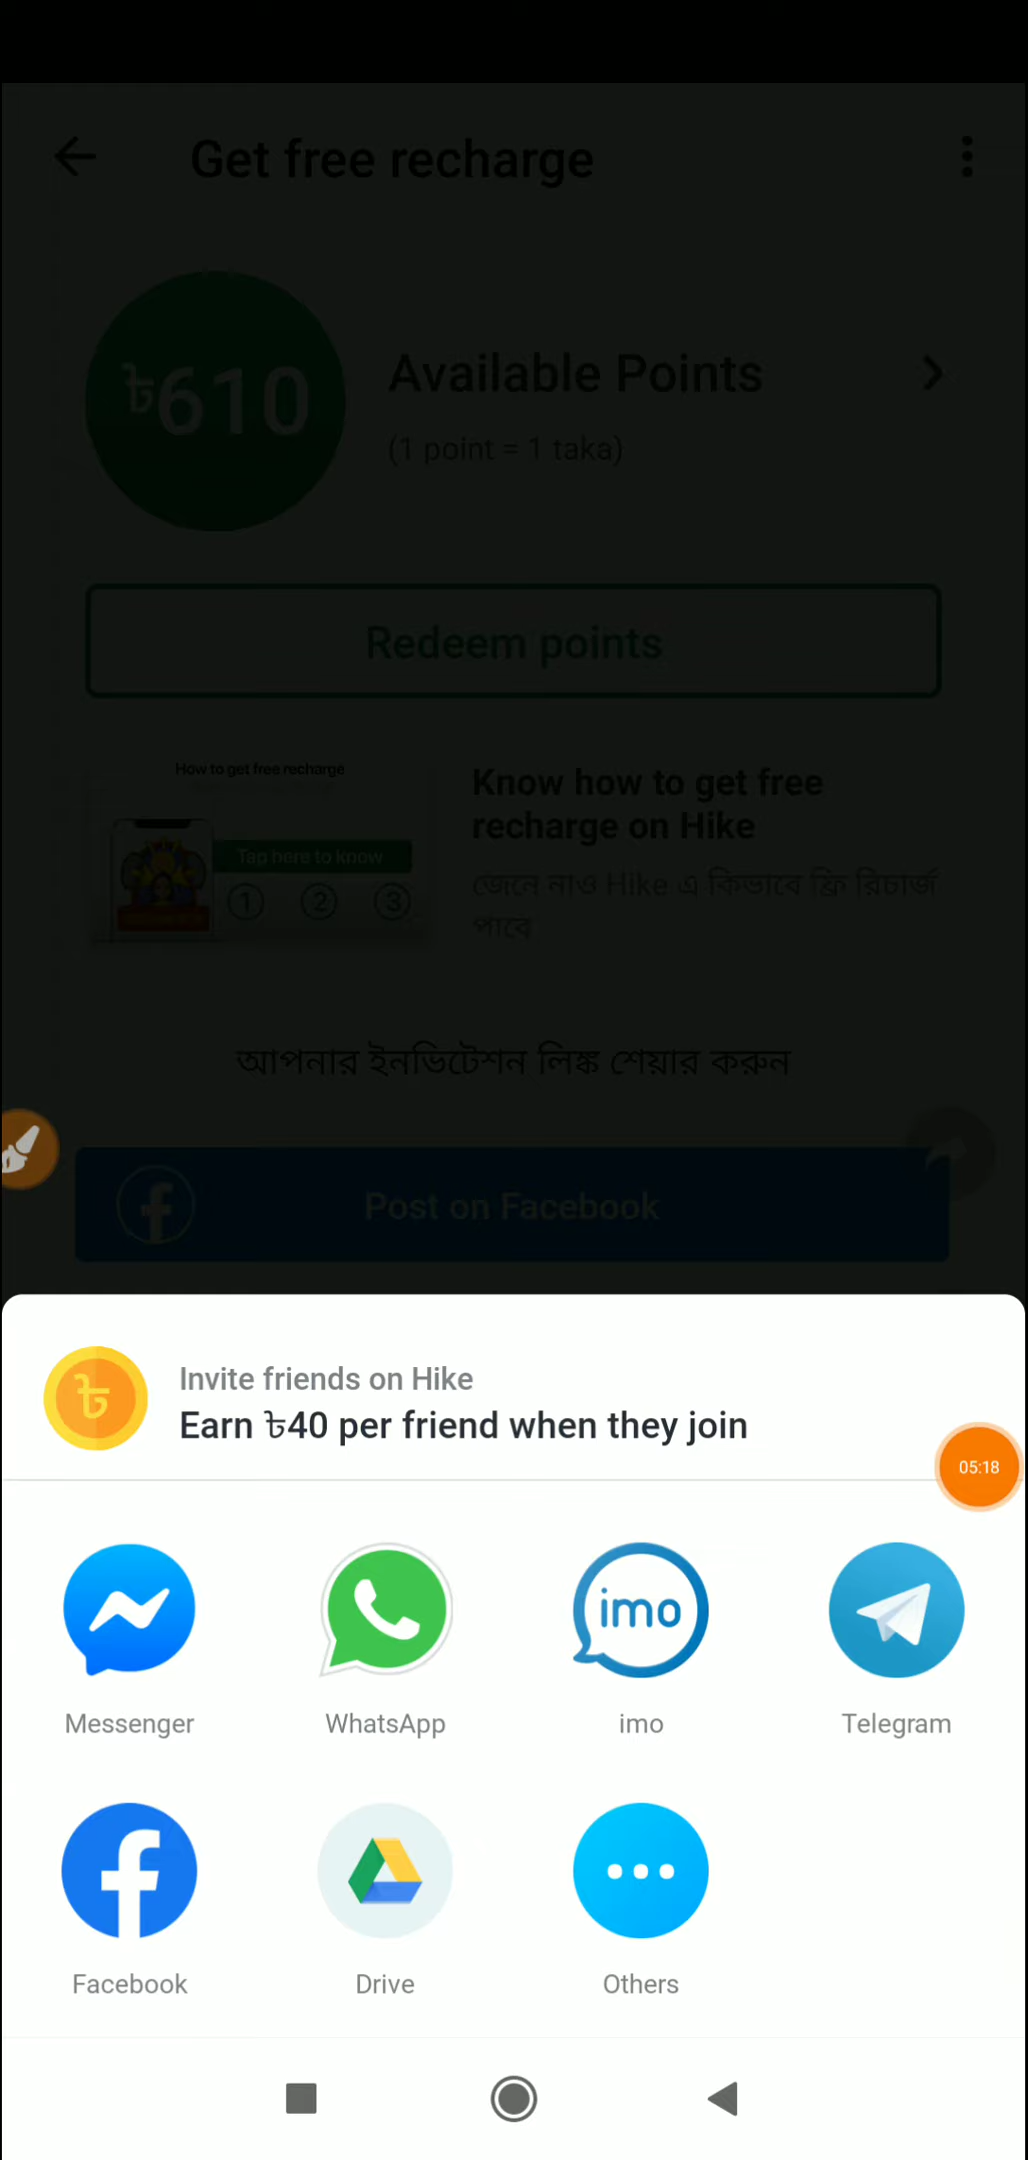 Get free recharge
৳610
Available Points
(1 point = 1 taka)
Redeem points
How to get free recharge
Tap here to know
1 2 3
Know how to get free
recharge on Hike
জেনে নাও Hike এ কিভাবে ফ্রি রিচার্জ
পাবে
আপনার ইনভিটেশন লিঙ্ক শেয়ার করুন
Post on Facebook
Invite friends on Hike
Earn ৳40 per friend when they join
05:18
Messenger
WhatsApp
imo
imo
Telegram
Facebook
Drive
Others